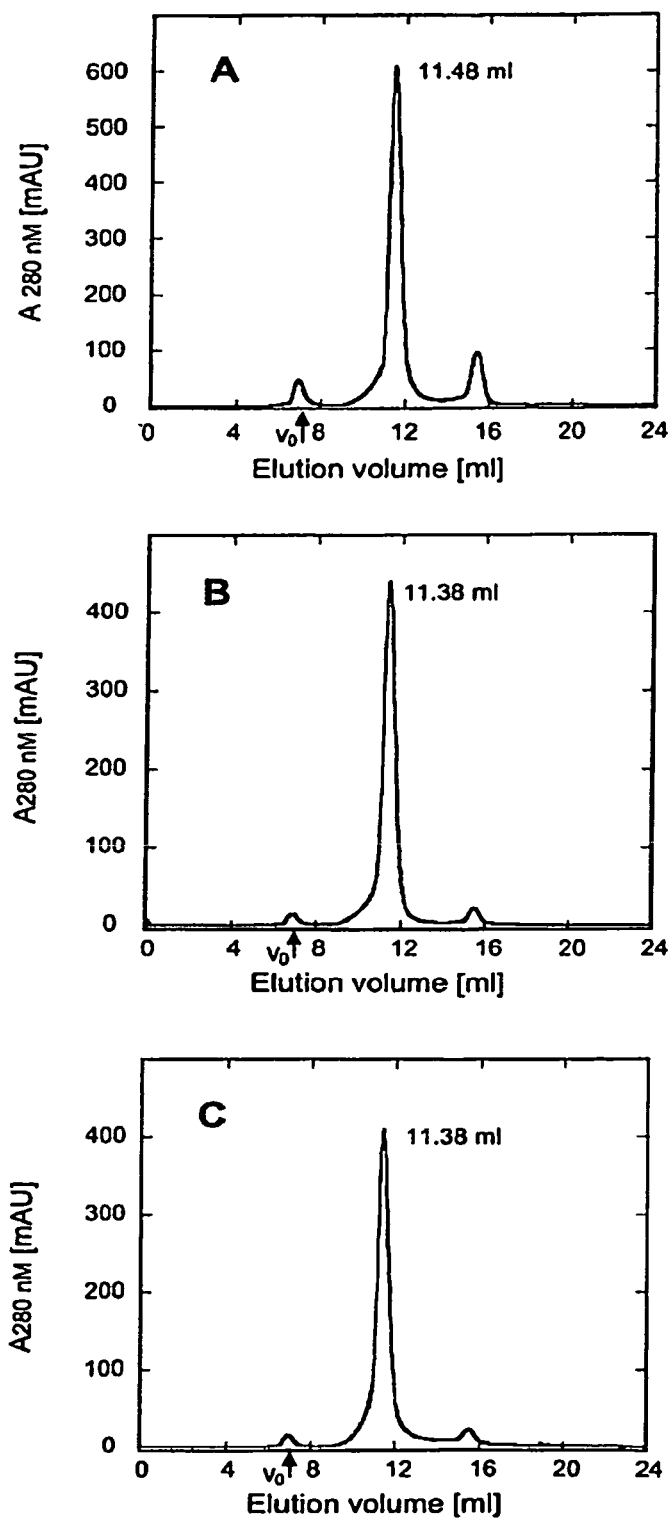 A
11.48 ml
600
500
400
300
200
100
0
A 280 nM [mAU]
0 4 v₀ 8 12 16 20 24
Elution volume [ml]
B
11.38 ml
400
300
200
100
0
A280 nM [mAU]
0 4 v₀ 8 12 16 20 24
Elution volume [ml]
C
11.38 ml
400
300
200
100
0
A280 nM [mAU]
0 4 v₀ 8 12 16 20 24
Elution volume [ml]